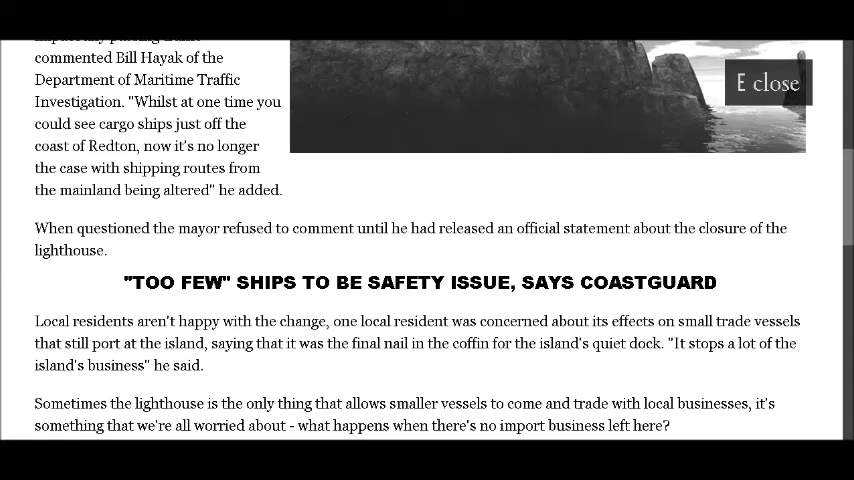 commented Bill Hayak of the
Department of Maritime Traffic
Investigation. "Whilst at one time you
could see cargo ships just off the
coast of Redton, now it's no longer
the case with shipping routes from
the mainland being altered" he added.
E close
When questioned the mayor refused to comment until he had released an official statement about the closure of the
lighthouse.
"TOO FEW" SHIPS TO BE SAFETY ISSUE, SAYS COASTGUARD
Local residents aren't happy with the change, one local resident was concerned about its effects on small trade vessels
that still port at the island, saying that it was the final nail in the coffin for the island's quiet dock. "It stops a lot of the
island's business" he said.
Sometimes the lighthouse is the only thing that allows smaller vessels to come and trade with local businesses, it's
something that we're all worried about - what happens when there's no import business left here?